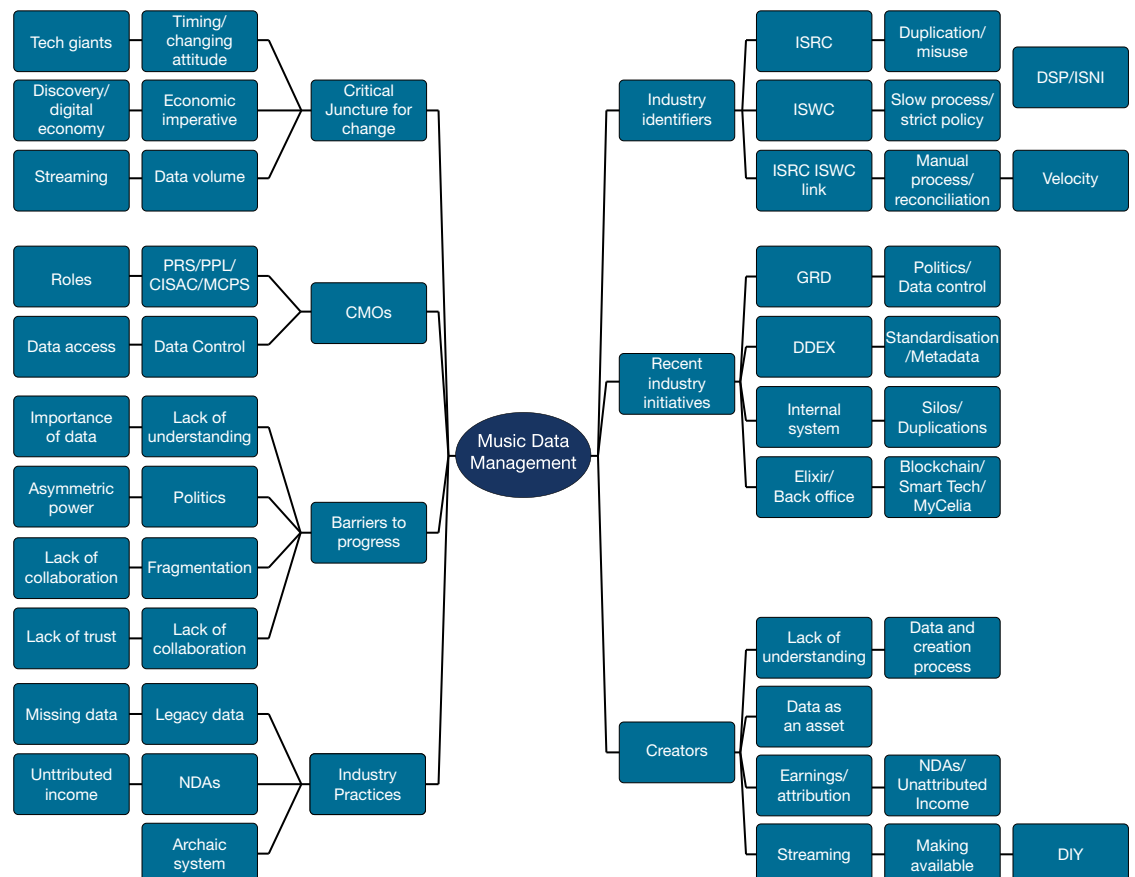 Tech giants
Timing/
changing
attitude
Discovery/
digital
economy
Economic
imperative
Streaming
Data volume
Critical
Juncture for
change
Roles
PRS/PPL/
CISAC/MCPS
Data access
Data Control
CMOs
Importance
of data
Lack of
understanding
Asymmetric
power
Politics
Lack of
collaboration
Fragmentation
Lack of trust
Lack of
collaboration
Barriers to
progress
Missing data
Legacy data
Unttributed
income
NDAs
Archaic
system
Industry
Practices
Music Data
Management
Industry
identifiers
ISRC
Duplication/
misuse
DSP/ISNI
ISWC
Slow process/
strict policy
ISRC ISWC
link
Manual
process/
reconciliation
Velocity
Recent
industry
initiatives
GRD
Politics/
Data control
DDEX
Standardisation
/Metadata
Internal
system
Silos/
Duplications
Elixir/
Back office
Blockchain/
Smart Tech/
MyCelia
Creators
Lack of
understanding
Data and
creation
process
Data as
an asset
Earnings/
attribution
NDAs/
Unattributed
Income
Streaming
Making
available
DIY